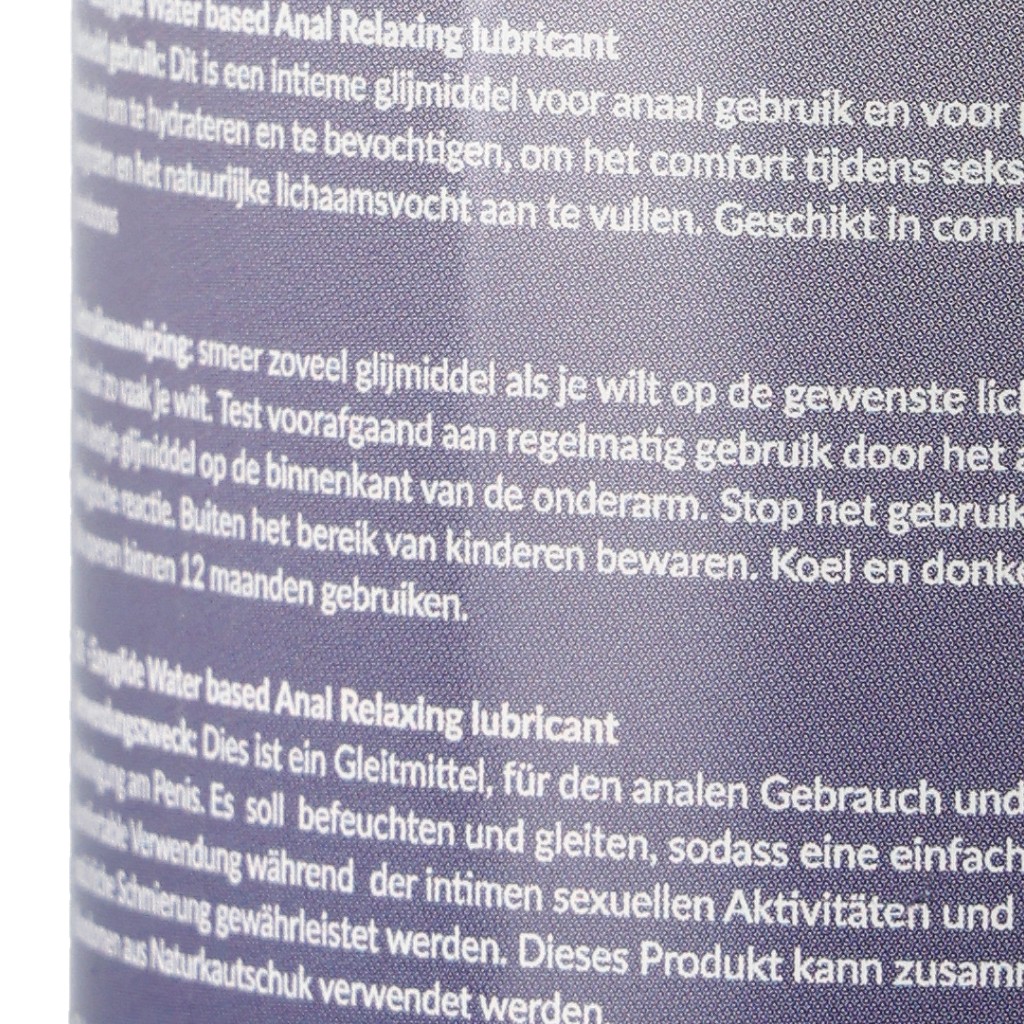 Water based Anal Relaxing lubricant
gebruik: Dit is een intieme glijmiddel voor anaal gebruik en voor
om te hydrateren en te bevochtigen, om het comfort tijdens seks
en het natuurlijke lichaamsvocht aan te vullen. Geschikt in com
smeer zoveel glijmiddel als je wilt op de gewenste lic
zo vaak je wilt. Test voorafgaand aan regelmatig gebruik door het
glijmiddel op de binnenkant van de onderarm. Stop het gebruik
reactie. Buiten het bereik van kinderen bewaren. Koel en donke
binnen 12 maanden gebruiken.
Easyglide Water based Anal Relaxing lubricant
Dies ist ein Gleitmittel, für den analen Gebrauch und
am Penis. Es soll befeuchten und gleiten, sodass eine einfach
Verwendung während der intimen sexuellen Aktivitäten und
Schmierung gewährleistet werden. Dieses Produkt kann zusam
aus Naturkautschuk verwendet werden.